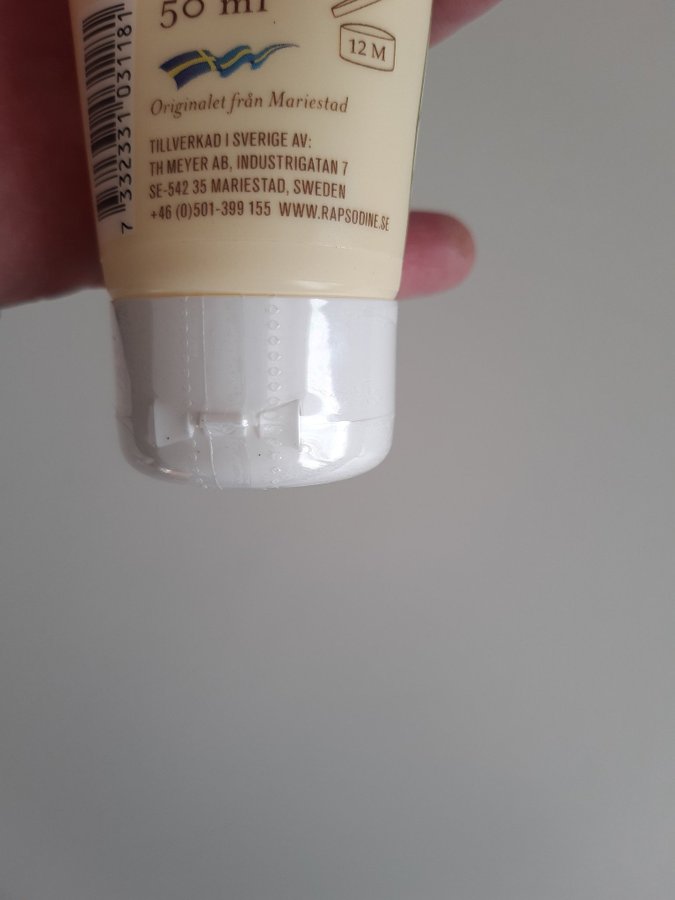 50 ml
12 M
Originalet från Mariestad
TILLVERKAD I SVERIGE AV:
TH MEYER AB, INDUSTRIGATAN 7
SE-542 35 MARIESTAD, SWEDEN
+46 (0)501-399 155 WWW.RAPSODINE.SE
7 332331 031181